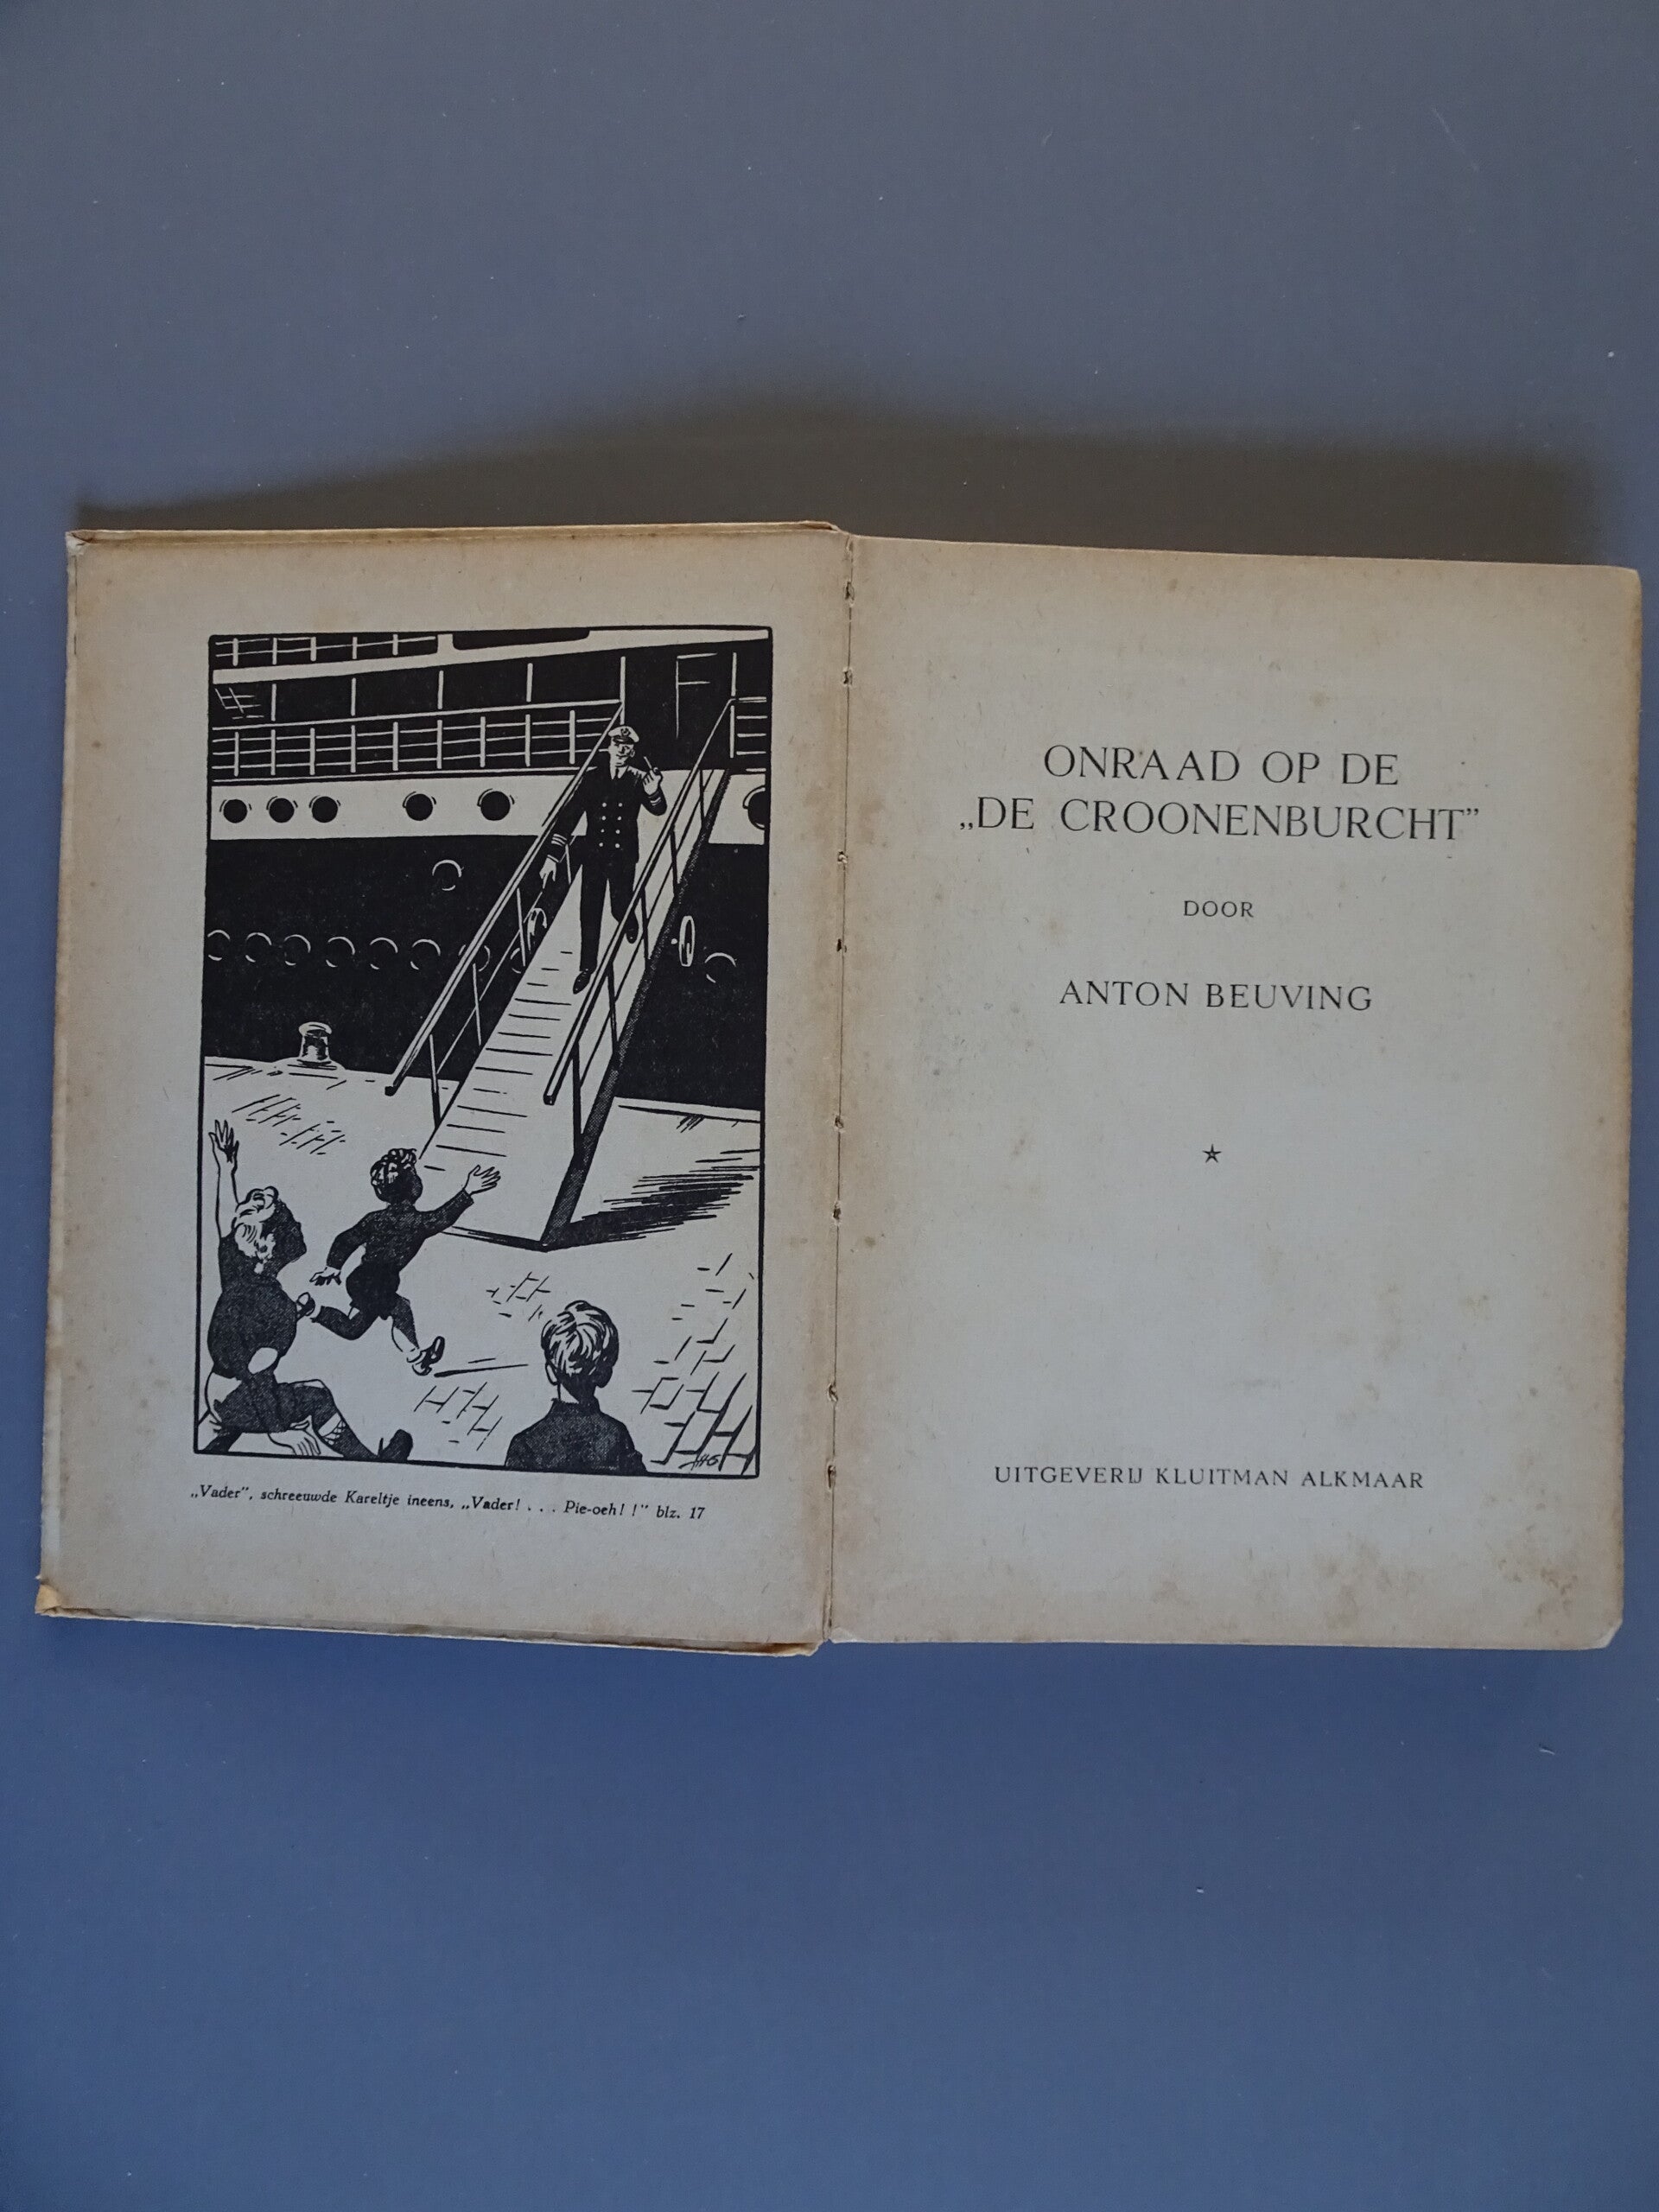 „Vader", schreeuwde Kareltje ineens, „Vader! . . . Pie-oeh! !" blz. 17
ONRAAD OP DE
„DE CROONENBURCHT”
DOOR
ANTON BEUVING
UITGEVERIJ KLUITMAN ALKMAAR